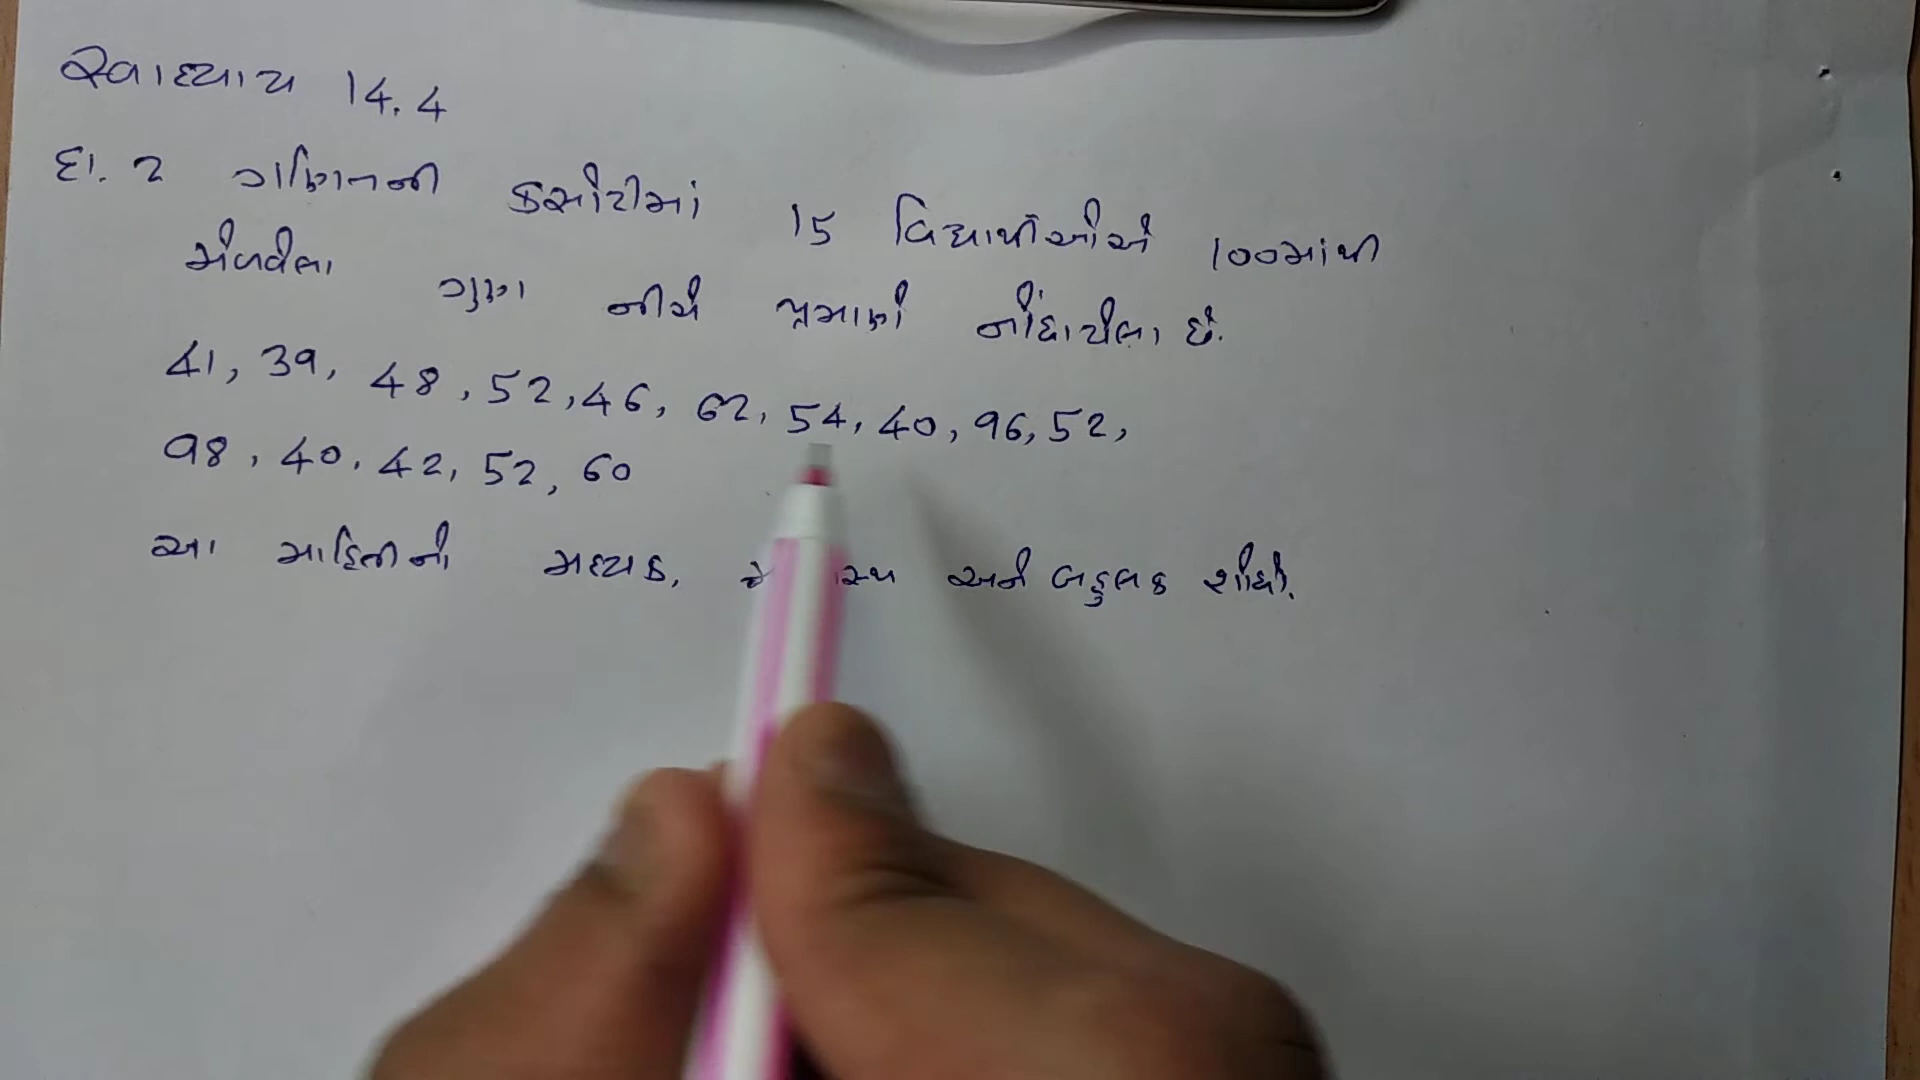 સ્વાધ્યાય 14.4
દા. 2 ગણિતની કસોટીમાં 15 વિદ્યાર્થીઓએ 100માંથી
મેળવેલા ગુણ નીચે પ્રમાણે નોંધાયેલા છે.
41, 39, 48, 52, 46, 62, 54, 40, 96, 52,
98, 40, 42, 52, 60
આ માહિતીનો મધ્યક, અને બહુલક શોધો.